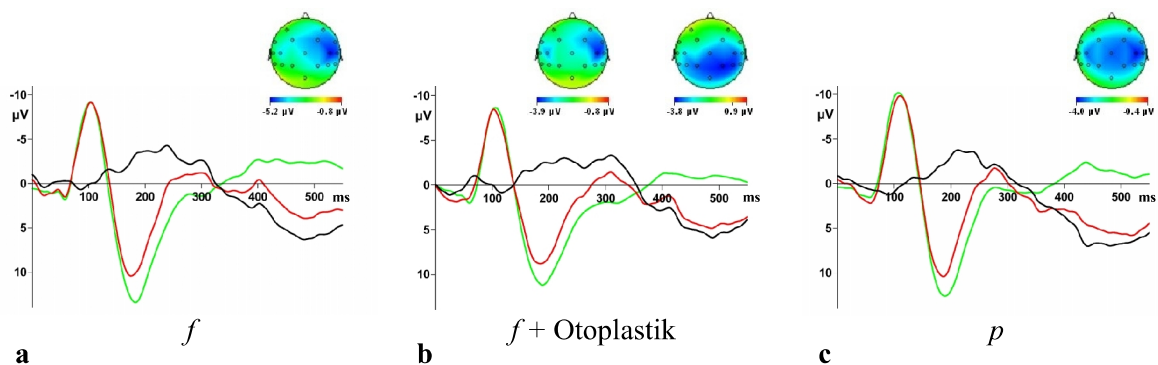 -5.2 µV -0.8 µV
-10
µV
-5
0
5
10
100 200 300 400 500 ms
f
a
-3.9 µV -0.8 µV
-3.8 µV 0.9 µV
-10
µV
-5
0
5
10
100 200 300 400 500 ms
f + Otoplastik
b
-4.0 µV -0.4 µV
-10
µV
-5
0
5
10
100 200 300 400 500 ms
p
c